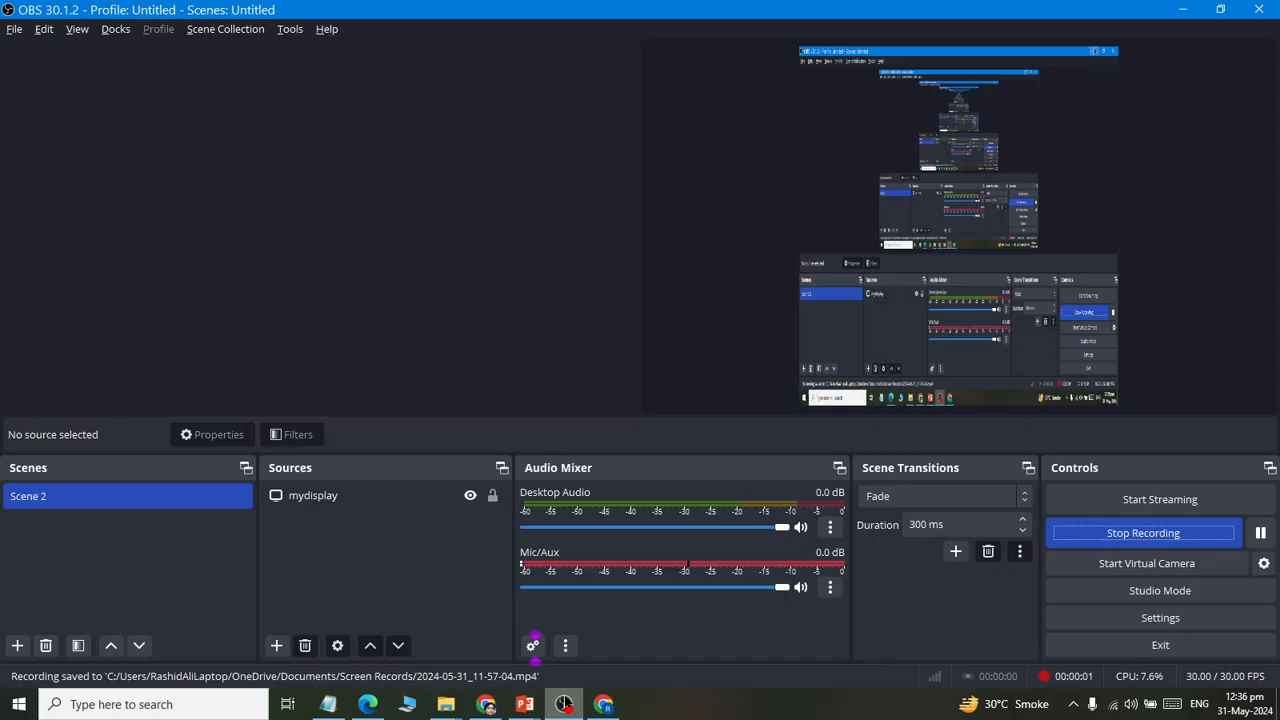 OBS 30.1.2 - Profile: Untitled - Scenes: Untitled
File Edit View Docks Profile Scene Collection Tools Help
No source selected Properties Filters
Scenes Sources Audio Mixer Scene Transitions Controls
Scene 2
mydisplay
Desktop Audio 0.0 dB
-60 -55 -50 -45 -40 -35 -30 -25 -20 -15 -10 -5 0
Mic/Aux 0.0 dB
-60 -55 -50 -45 -40 -35 -30 -25 -20 -15 -10 -5 0
Fade
Duration 300 ms
Start Streaming
Stop Recording
Start Virtual Camera
Studio Mode
Settings
Exit
Recording saved to 'C:/Users/RashidAliLaptop/OneDrive/Documents/Screen Records/2024-05-31_11-57-04.mp4' 00:00:00 00:00:01 CPU: 7.6% 30.00 / 30.00 FPS
Type here to search 30°C Smoke ENG 12:36 pm
31-May-2024